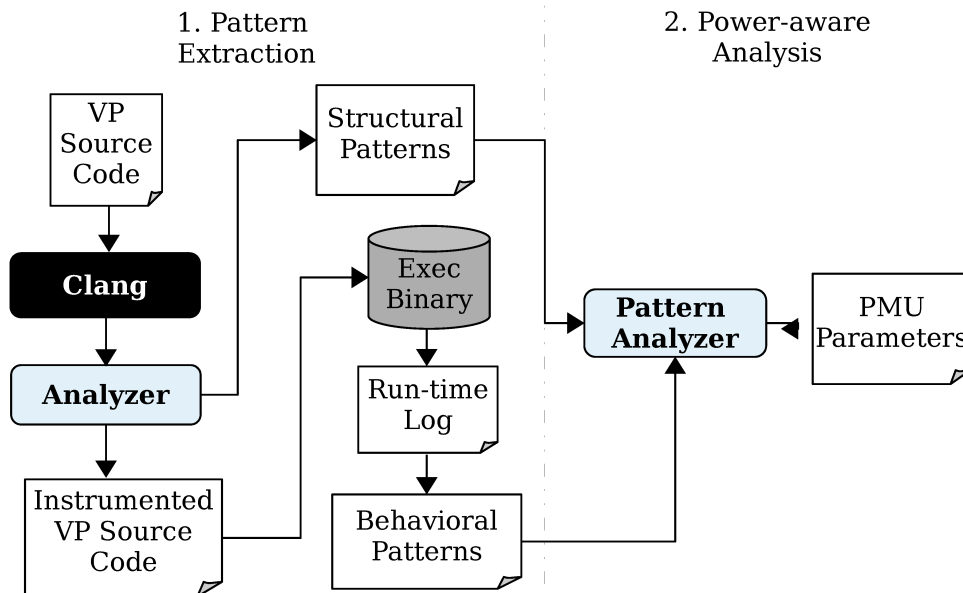 1. Pattern
Extraction
2. Power-aware
Analysis
VP
Source
Code
Structural
Patterns
Clang
Exec
Binary
Pattern
Analyzer
PMU
Parameters
Analyzer
Run-time
Log
Instrumented
VP Source
Code
Behavioral
Patterns